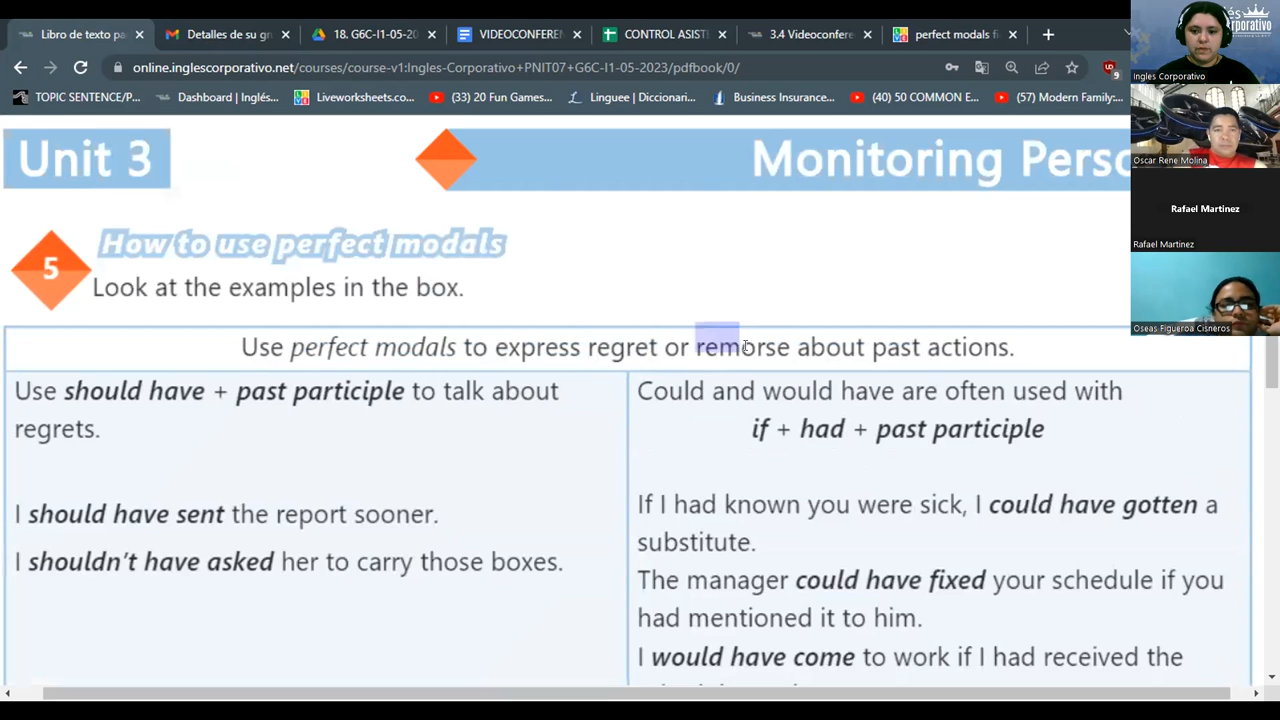 Libro de texto pa
Detalles de su gr
18. G6C-I1-05-20
VIDEOCONFEREN
CONTROL ASIST
3.4 Videoconfere
perfect modals f
online.inglescorporativo.net/courses/course-v1:Ingles-Corporativo+PNIT07+G6C-I1-05-2023/pdfbook/0/
9
TOPIC SENTENCE/P...
Dashboard | Inglés...
Liveworksheets.co...
(33) 20 Fun Games...
Linguee | Diccionari...
Business Insurance...
(40) 50 COMMON E...
(57) Modern Family:...
Ingles Corporativo
Oscar Rene Molina
Rafael Martinez
Rafael Martinez
Oseas Figueroa Cisneros
Unit 3
Monitoring Perso
5
How to use perfect modals
Look at the examples in the box.
Use perfect modals to express regret or remorse about past actions.
Use should have + past participle to talk about
regrets.
I should have sent the report sooner.
I shouldn't have asked her to carry those boxes.
Could and would have are often used with
if + had + past participle
If I had known you were sick, I could have gotten a
substitute.
The manager could have fixed your schedule if you
had mentioned it to him.
I would have come to work if I had received the